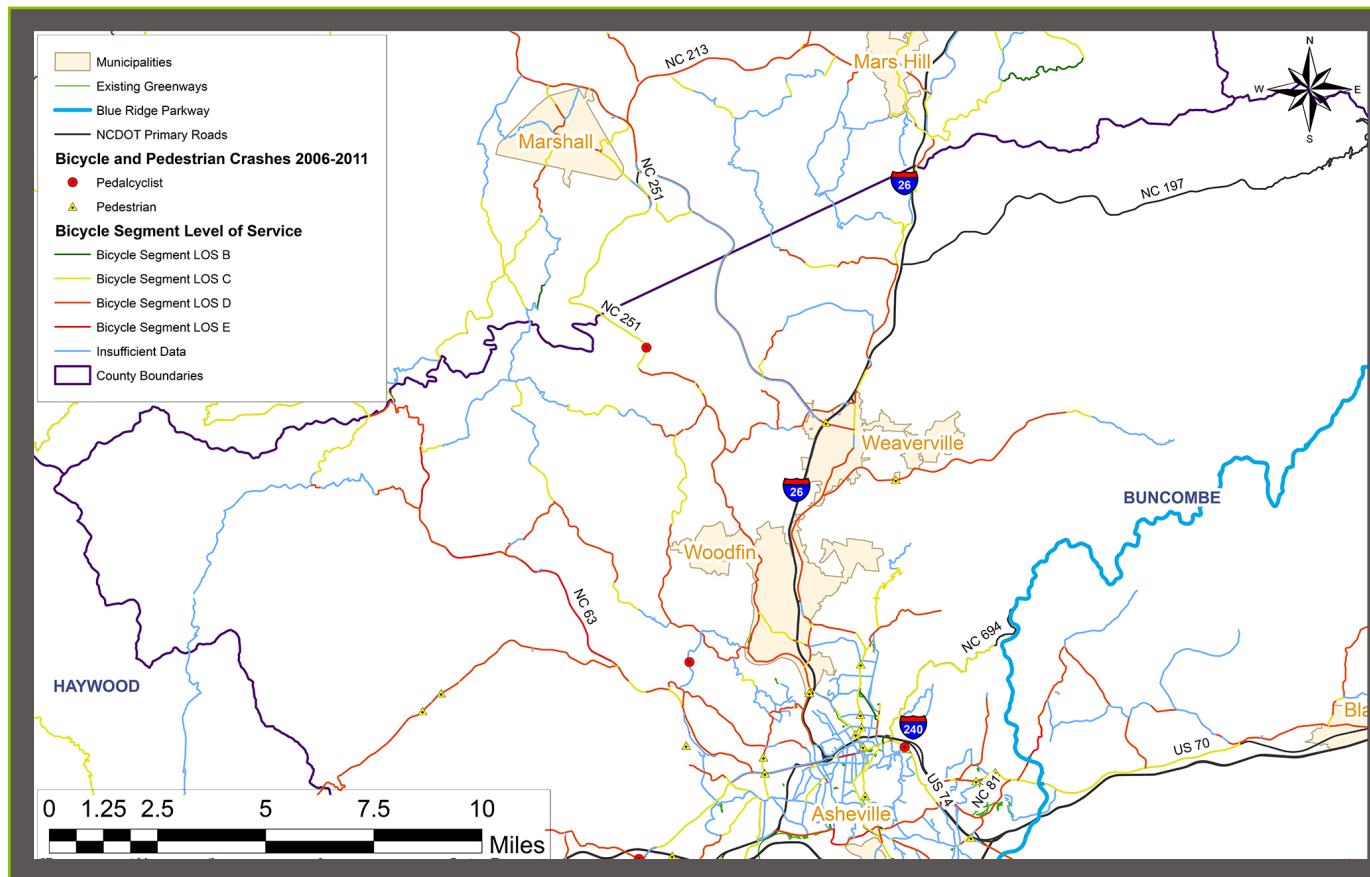 Municipalities
Existing Greenways
Blue Ridge Parkway
NCDOT Primary Roads
Bicycle and Pedestrian Crashes 2006-2011
Pedalcyclist
Pedestrian
Bicycle Segment Level of Service
Bicycle Segment LOS B
Bicycle Segment LOS C
Bicycle Segment LOS D
Bicycle Segment LOS E
Insufficient Data
County Boundaries
NC 213
Mars Hill
N
W
E
S
Marshall
NC 251
26
NC 197
NC 251
Weaverville
26
BUNCOMBE
Woodfin
NC 63
NC 694
HAYWOOD
240
Bla
US 70
US 74
NC 81
Asheville
0 1.25 2.5 5 7.5 10
Miles